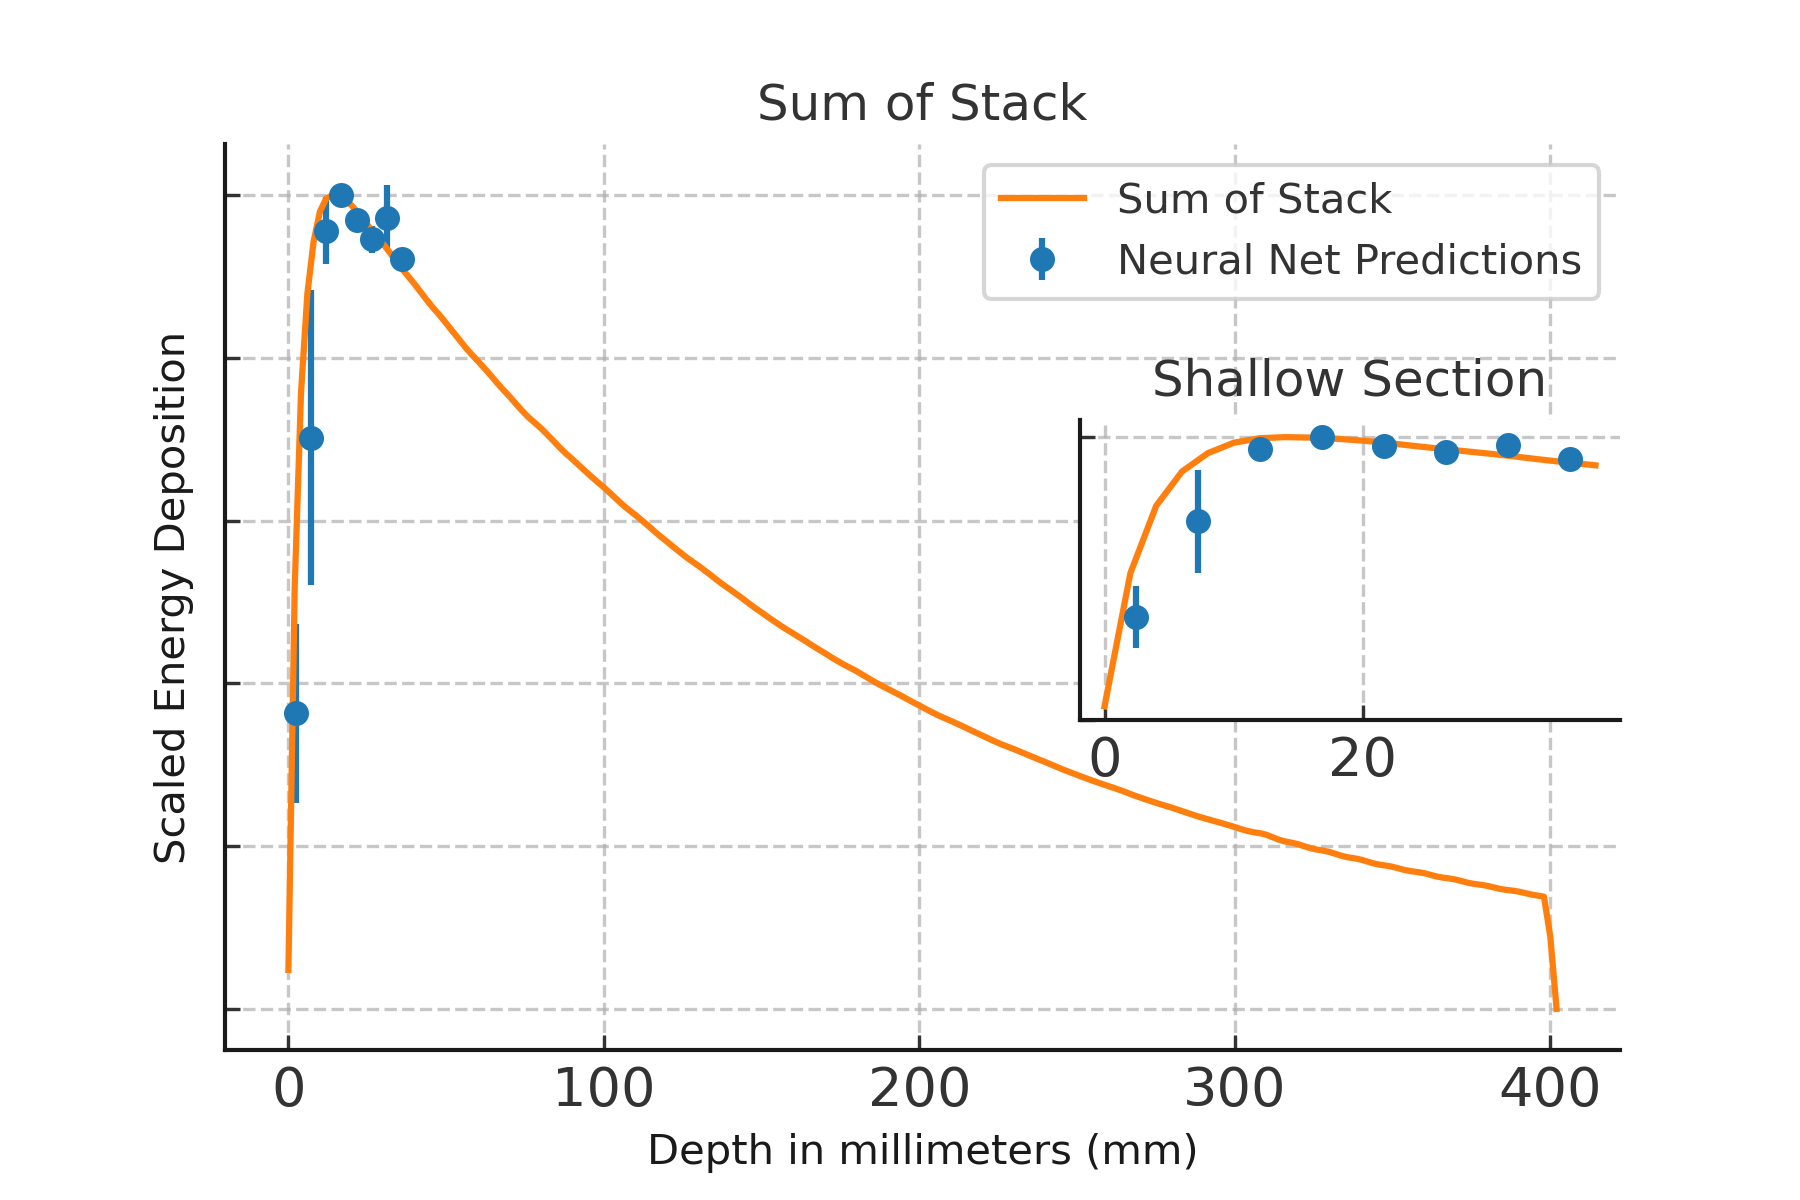 Sum of Stack
Sum of Stack
Neural Net Predictions
Scaled Energy Deposition
Shallow Section
0 20
0 100 200 300 400
Depth in millimeters (mm)